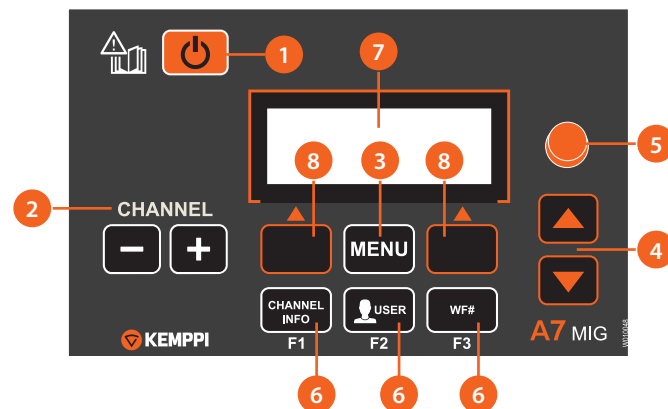 1
7
5
8
3
8
2
CHANNEL
MENU
4
CHANNEL
INFO
USER
WF#
KEMPPI
F1
F2
F3
A7 MIG
W010048
6
6
6